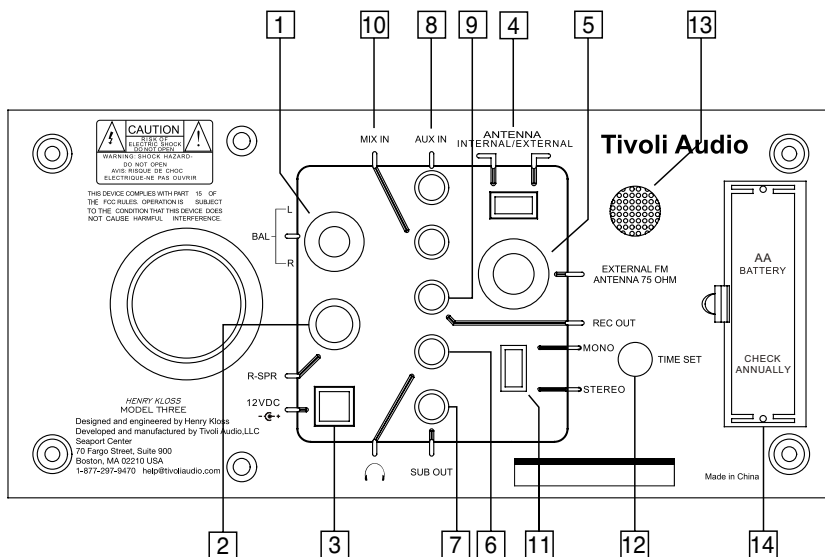 1
10
8
9
4
5
13
CAUTION
RISK OF
ELECTRIC SHOCK
DO NOT OPEN
WARNING: SHOCK HAZARD-
DO NOT OPEN
AVIS: RISQUE DE CHOC
ELECTRIQUE-NE PAS OUVRIR
THIS DEVICE COMPLIES WITH PART 15 OF
THE FCC RULES. OPERATION IS SUBJECT
TO THE CONDITION THAT THIS DEVICE DOES
NOT CAUSE HARMFUL INTERFERENCE.
MIX IN
AUX IN
ANTENNA
INTERNAL/EXTERNAL
Tivoli Audio
L
BAL
R
EXTERNAL FM
ANTENNA 75 OHM
REC OUT
MONO
STEREO
TIME SET
AA
BATTERY
CHECK
ANNUALLY
R-SPR
12VDC
- +
SUB OUT
HENRY KLOSS
MODEL THREE
Designed and engineered by Henry Kloss
Developed and manufactured by Tivoli Audio,LLC
Seaport Center
70 Fargo Street, Suite 900
Boston, MA 02210 USA
1-877-297-9470 help@tivoliaudio.com
Made in China
2
3
7
6
11
12
14